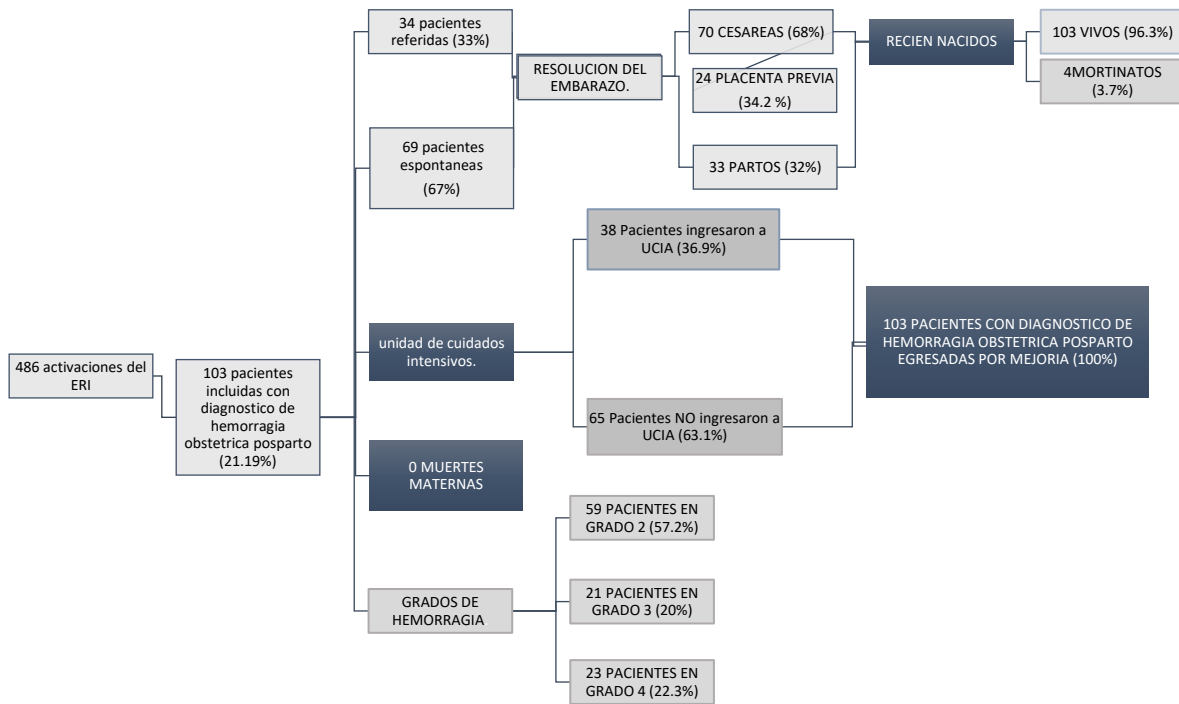 486 activaciones del
ERI
103 pacientes
incluidas con
diagnostico de
hemorragia
obstetrica posparto
(21.19%)
34 pacientes
referidas (33%)
69 pacientes
espontaneas
(67%)
RESOLUCION DEL
EMBARAZO.
70 CESAREAS (68%)
24 PLACENTA PREVIA
(34.2 %)
33 PARTOS (32%)
RECIEN NACIDOS
103 VIVOS (96.3%)
4MORTINATOS
(3.7%)
unidad de cuidados
intensivos.
38 Pacientes ingresaron a
UCIA (36.9%)
65 Pacientes NO ingresaron a
UCIA (63.1%)
103 PACIENTES CON DIAGNOSTICO DE
HEMORRAGIA OBSTETRICA POSPARTO
EGRESADAS POR MEJORIA (100%)
0 MUERTES
MATERNAS
GRADOS DE
HEMORRAGIA
59 PACIENTES EN
GRADO 2 (57.2%)
21 PACIENTES EN
GRADO 3 (20%)
23 PACIENTES EN
GRADO 4 (22.3%)